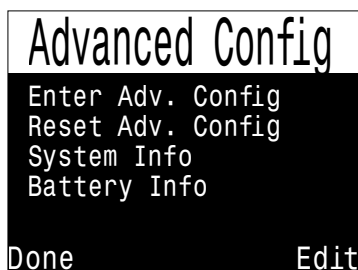 Advanced Config
Enter Adv. Config
Reset Adv. Config
System Info
Battery Info
Done Edit